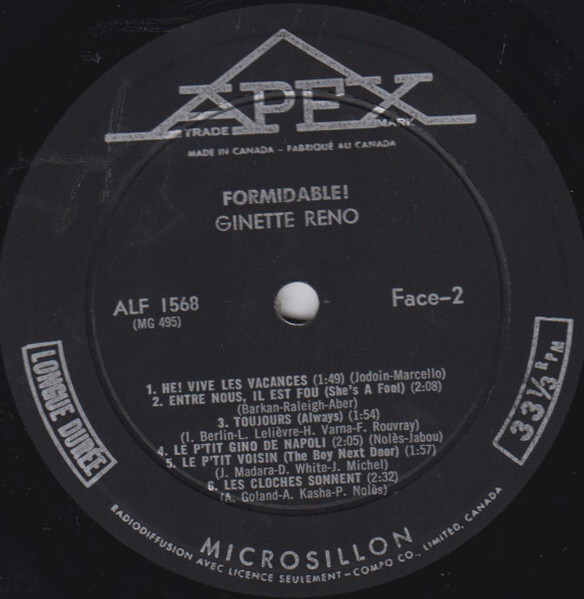 APEX
TRADE MARK
MADE IN CANADA - FABRIQUÉ AU CANADA
FORMIDABLE!
GINETTE RENO
ALF 1568
(MG 495)
Face-2
1. HE! VIVE LES VACANCES (1:49) (Jodoin-Marcello)
2. ENTRE NOUS, IL EST FOU (She's A Fool) (2:08)
(Barkan-Raleigh-Aber)
3. TOUJOURS (Always) (1:54)
(I. Berlin-L. Lelièvre-H. Varna-F. Rouvray)
4. LE P'TIT GINO DE NAPOLI (2:05) (Nolès-Jabou)
5. LE P'TIT VOISIN (The Boy Next Door) (1:57)
(J. Madara-D. White-J. Michel)
6. LES CLOCHES SONNENT (2:32)
(A. Goland-A. Kasha-P. Nolès)
LONGUE DURÉE
33 1/3 RPM
MICROSILLON
RADIODIFFUSION AVEC LICENCE SEULEMENT-COMPO CO., LIMITED, CANADA